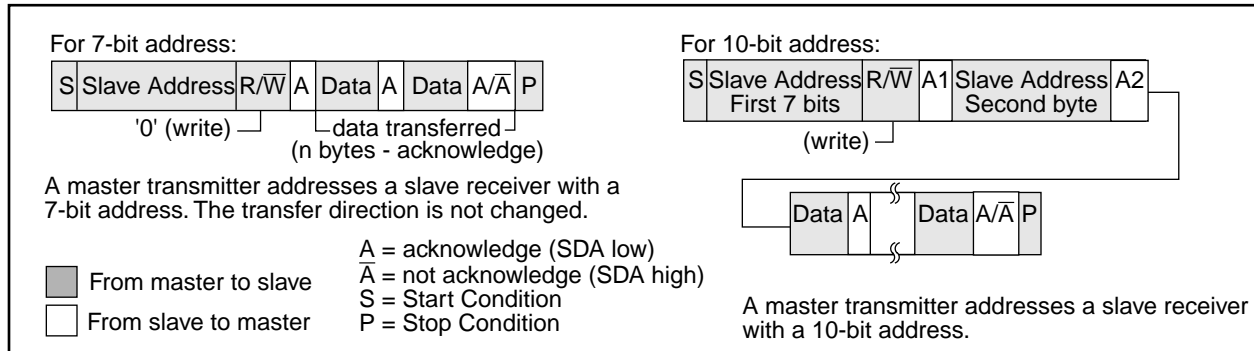 For 7-bit address:
S Slave Address R/W̅ A Data A Data A/A̅ P
'0' (write)
data transferred
(n bytes - acknowledge)
A master transmitter addresses a slave receiver with a
7-bit address. The transfer direction is not changed.
From master to slave
From slave to master
A = acknowledge (SDA low)
A̅ = not acknowledge (SDA high)
S = Start Condition
P = Stop Condition
For 10-bit address:
S Slave Address First 7 bits R/W̅ A1 Slave Address Second byte A2
(write)
Data A Data A/A̅ P
A master transmitter addresses a slave receiver
with a 10-bit address.